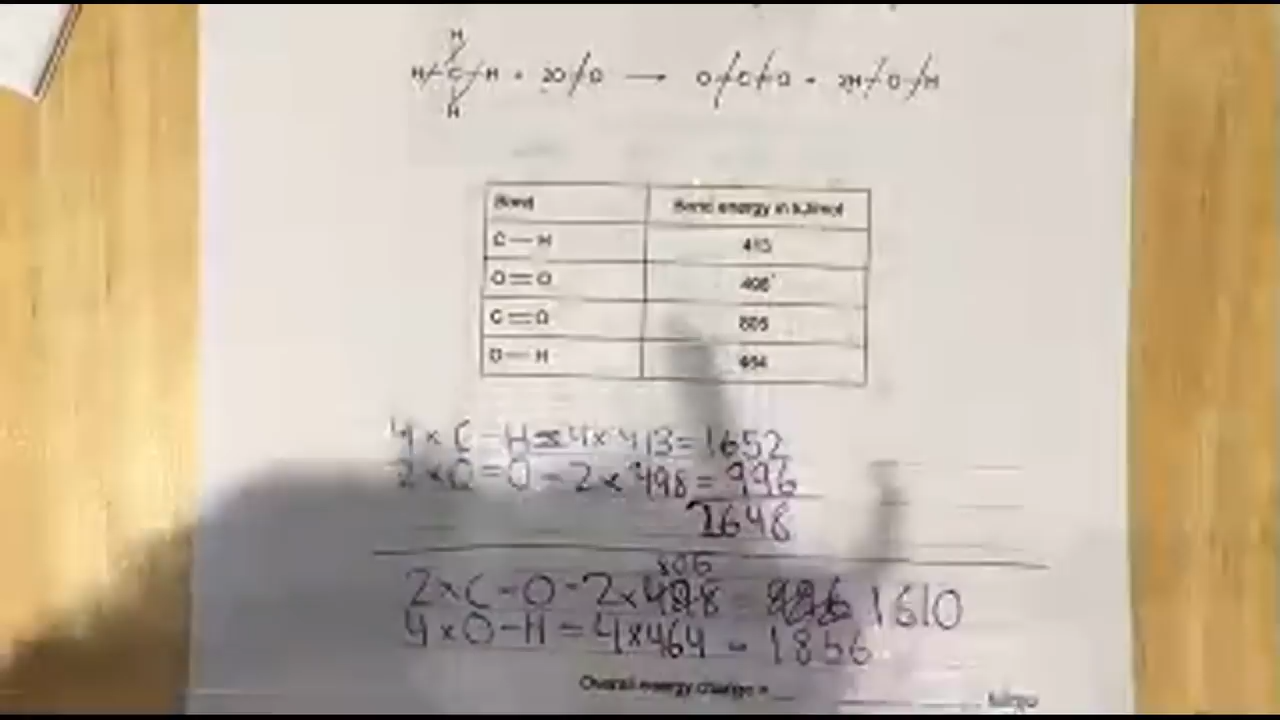 H
H C H + 2O O → O C O + 2H O H
H
Bond Bond energy in kJ/mol
C — H 413
O = O 498
C = O 805
O — H 464
4 × C - H = 4 × 413 = 1652
2 × O = O - 2 × 498 = 996
2648
805
2 × C - O - 2 × 498 = 996 1610
4 × O - H = 4 × 464 - 1856
Overall energy change =